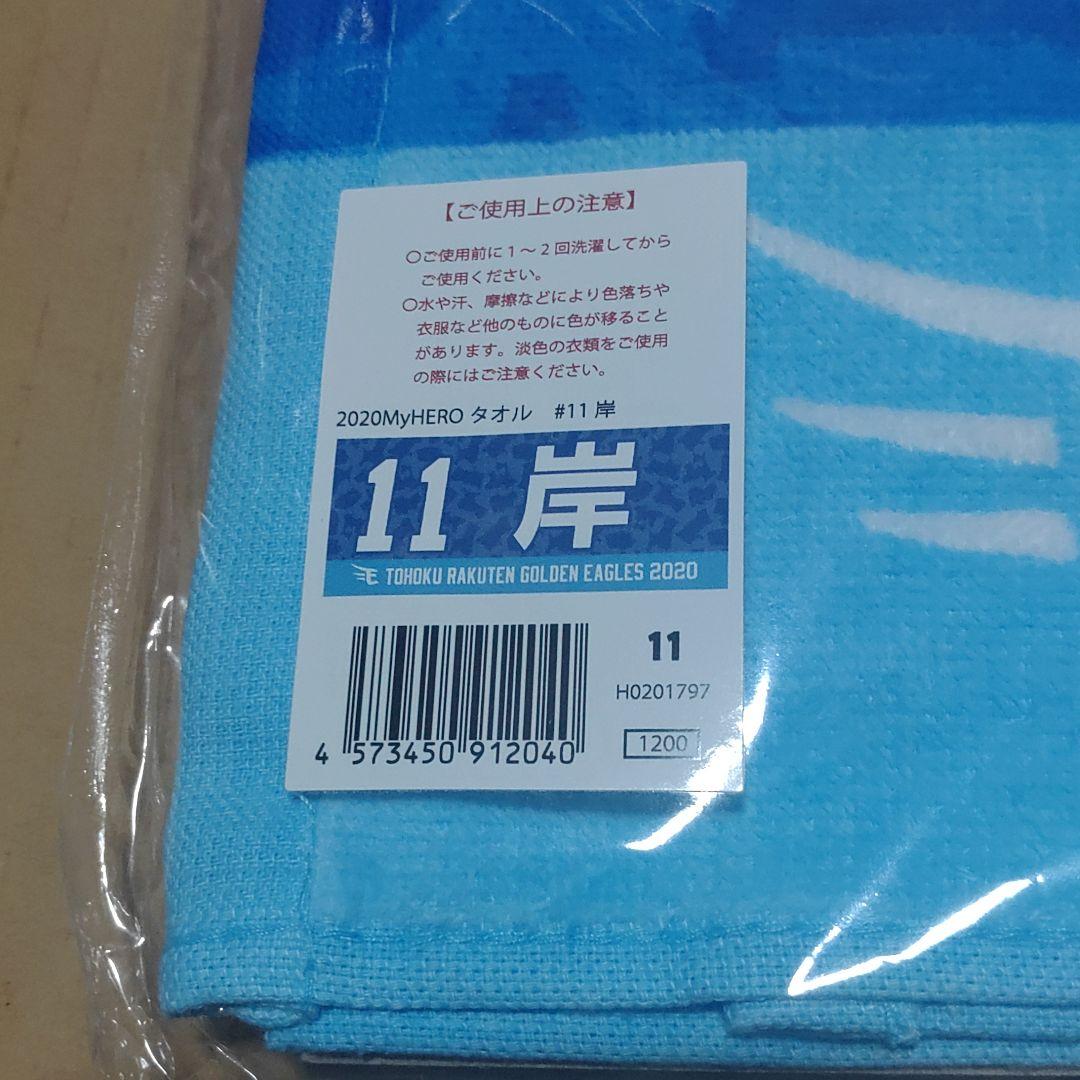 【ご使用上の注意】
○ご使用前に1～2回洗濯してから
ご使用ください。
○水や汗、摩擦などにより色落ちや
衣服など他のものに色が移ること
があります。淡色の衣類をご使用
の際にはご注意ください。
2020MyHERO タオル #11 岸
11 岸
E TOHOKU RAKUTEN GOLDEN EAGLES 2020
11
H0201797
1200
4 573450 912040